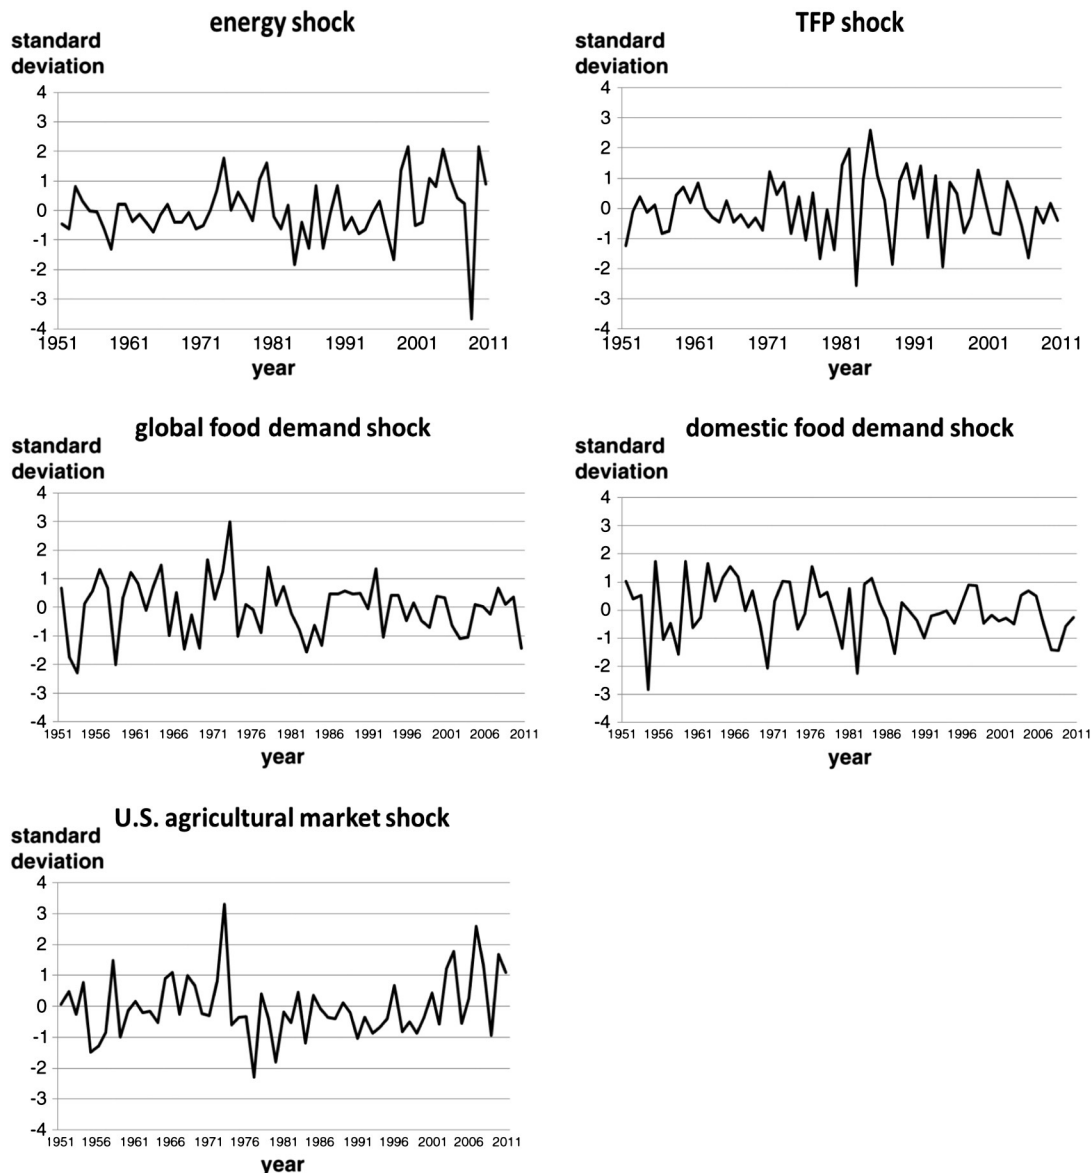 energy shock
standard
deviation
4
3
2
1
0
-1
-2
-3
-4
1951 1961 1971 1981 1991 2001 2011
year
TFP shock
standard
deviation
4
3
2
1
0
-1
-2
-3
-4
1951 1961 1971 1981 1991 2001 2011
year
global food demand shock
standard
deviation
4
3
2
1
0
-1
-2
-3
-4
1951 1956 1961 1966 1971 1976 1981 1986 1991 1996 2001 2006 2011
year
domestic food demand shock
standard
deviation
4
3
2
1
0
-1
-2
-3
-4
1951 1956 1961 1966 1971 1976 1981 1986 1991 1996 2001 2006 2011
year
U.S. agricultural market shock
standard
deviation
4
3
2
1
0
-1
-2
-3
-4
1951 1956 1961 1966 1971 1976 1981 1986 1991 1996 2001 2006 2011
year